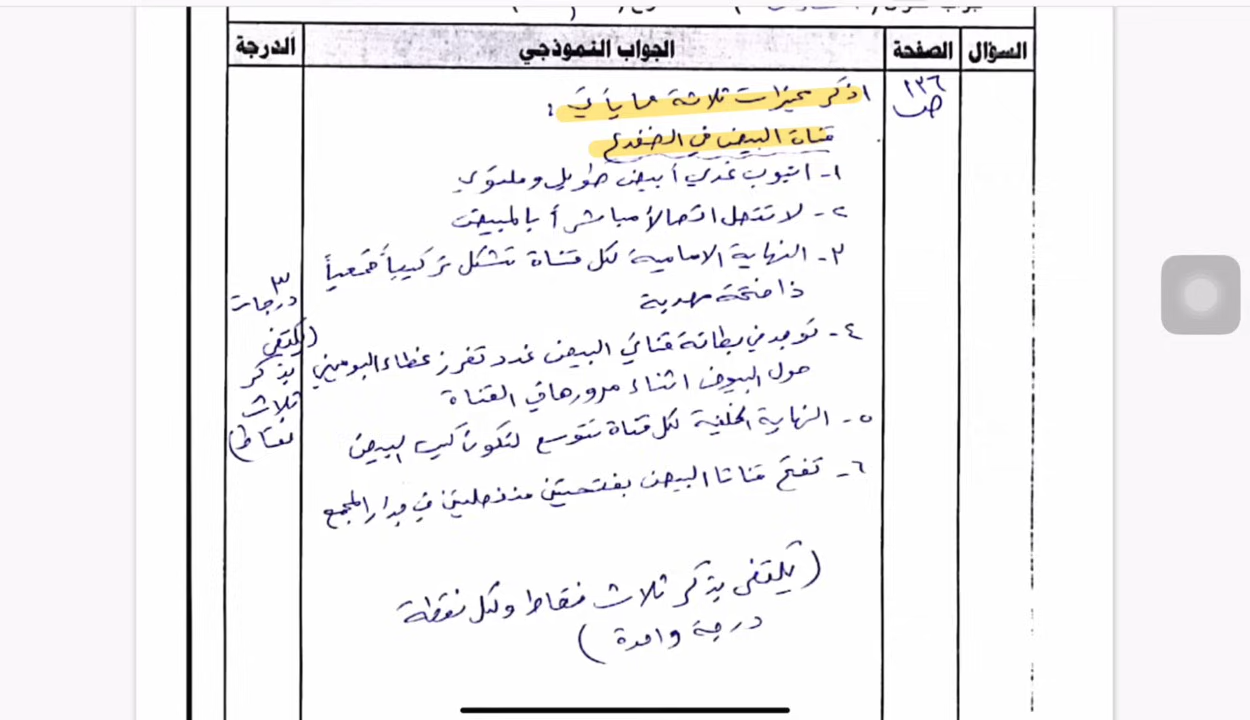 السؤال الصفحة الجواب النموذجي الدرجة
ص ١٣٦
اذكر مميزات ثلاثة مما يأتي :
قناة البيض في الضفدع
١- انبوب غدي أبيض طويل وملتوي
٢- لا تتصل اتصالاً مباشراً بالمبيض
٣- النهاية الامامية لكل قناة تشكل تركيباً قمعياً
ذا فتحة مهدبة
٤- توجد في بطانة قناتي البيض غدد تفرز غطاء البومين
حول البيوض اثناء مرورها في القناة
٥- النهاية الخلفية لكل قناة تتوسع لتكون كيس البيض
٦- تفتح قناتا البيض بفتحتين منفصلتين في جدار المجمع
(يكتفى بذكر ثلاث نقاط ولكل نقطة
درجة واحدة)
٣
درجات
(يكتفى
بذكر
ثلاث
نقاط)